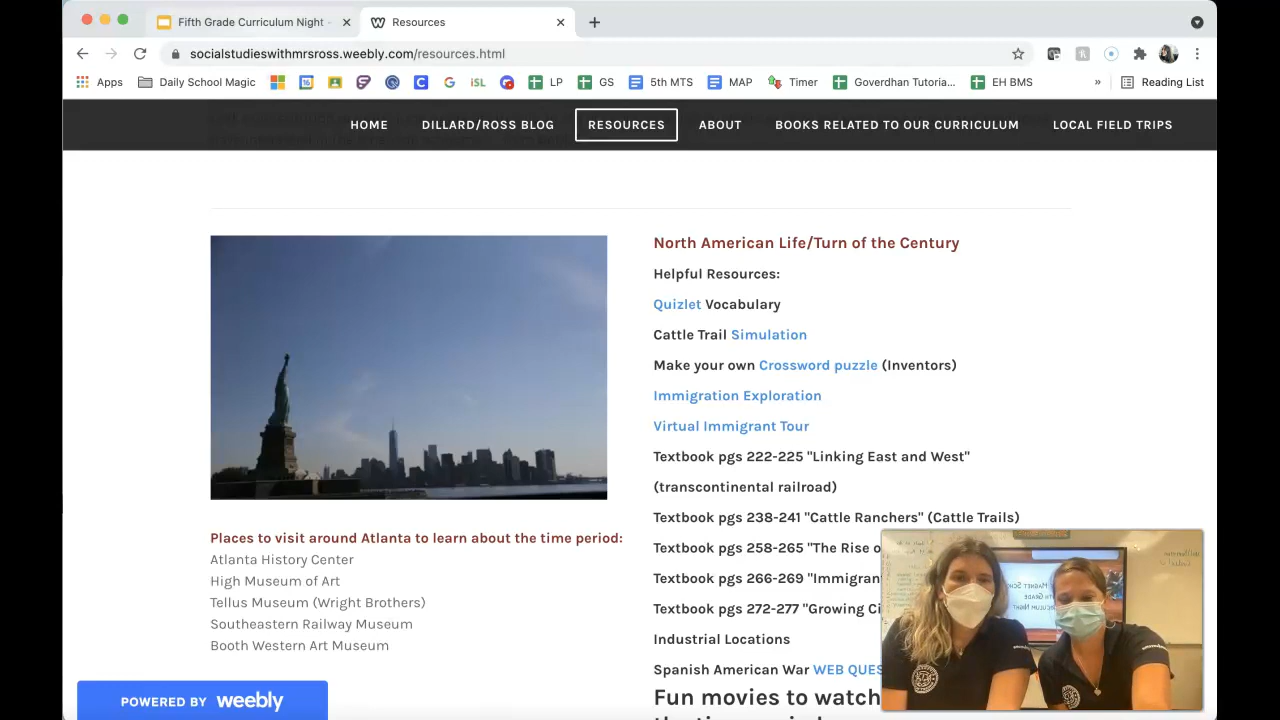 Fifth Grade Curriculum Night -
Resources
socialstudieswithmrsross.weebly.com/resources.html
Apps
Daily School Magic
LP
GS
5th MTS
MAP
Timer
Goverdhan Tutoria...
EH BMS
»
Reading List
HOME
DILLARD/ROSS BLOG
RESOURCES
ABOUT
BOOKS RELATED TO OUR CURRICULUM
LOCAL FIELD TRIPS
North American Life/Turn of the Century
Helpful Resources:
Quizlet Vocabulary
Cattle Trail Simulation
Make your own Crossword puzzle (Inventors)
Immigration Exploration
Virtual Immigrant Tour
Textbook pgs 222-225 "Linking East and West"
(transcontinental railroad)
Textbook pgs 238-241 "Cattle Ranchers" (Cattle Trails)
Textbook pgs 258-265 "The Rise o
Textbook pgs 266-269 "Immigran
Textbook pgs 272-277 "Growing Ci
Industrial Locations
Spanish American War WEB QUES
Fun movies to watch
Places to visit around Atlanta to learn about the time period:
Atlanta History Center
High Museum of Art
Tellus Museum (Wright Brothers)
Southeastern Railway Museum
Booth Western Art Museum
POWERED BY weebly